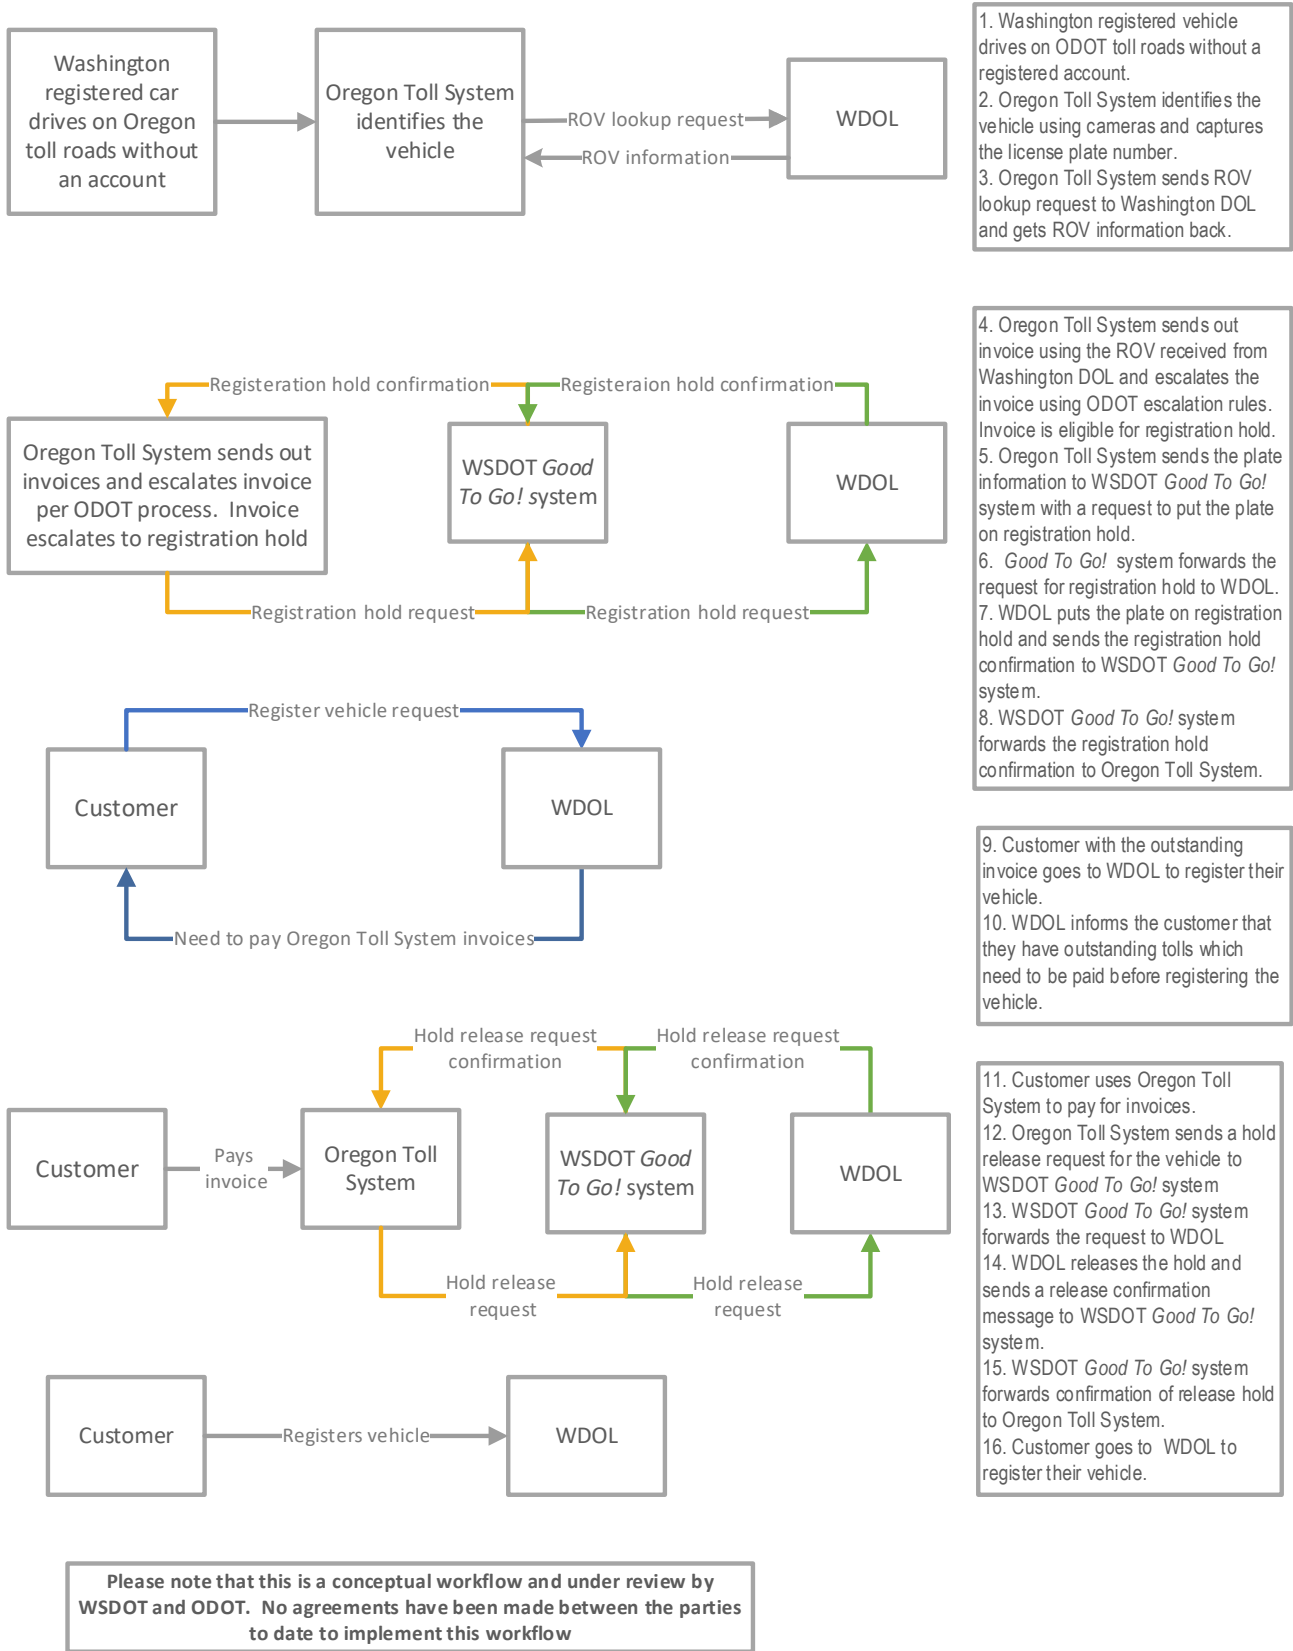 Washington
registered car
drives on Oregon
toll roads without
an account
Oregon Toll System
identifies the
vehicle
ROV lookup request
ROV information
WDOL
1. Washington registered vehicle
drives on ODOT toll roads without a
registered account.
2. Oregon Toll System identifies the
vehicle using cameras and captures
the license plate number.
3. Oregon Toll System sends ROV
lookup request to Washington DOL
and gets ROV information back.
Registeration hold confirmation
Registeraion hold confirmation
Oregon Toll System sends out
invoices and escalates invoice
per ODOT process.  Invoice
escalates to registration hold
WSDOT Good
To Go! system
WDOL
Registration hold request
Registration hold request
4. Oregon Toll System sends out
invoice using the ROV received from
Washington DOL and escalates the
invoice using ODOT escalation rules.
Invoice is eligible for registration hold.
5. Oregon Toll System sends the plate
information to WSDOT Good To Go!
system with a request to put the plate
on registration hold.
6.  Good To Go!  system forwards the
request for registration hold to WDOL.
7. WDOL puts the plate on registration
hold and sends the registration hold
confirmation to WSDOT Good To Go!
system.
8. WSDOT Good To Go! system
forwards the registration hold
confirmation to Oregon Toll System.
Register vehicle request
Customer
WDOL
Need to pay Oregon Toll System invoices
9. Customer with the outstanding
invoice goes to WDOL to register their
vehicle.
10. WDOL informs the customer that
they have outstanding tolls which
need to be paid before registering the
vehicle.
Hold release request
confirmation
Hold release request
confirmation
Customer
Pays
invoice
Oregon Toll
System
WSDOT Good
To Go! system
WDOL
Hold release
request
Hold release
request
11. Customer uses Oregon Toll
System to pay for invoices.
12. Oregon Toll System sends a hold
release request for the vehicle to
WSDOT Good To Go! system
13. WSDOT Good To Go! system
forwards the request to WDOL
14. WDOL releases the hold and
sends a release confirmation
message to WSDOT Good To Go!
system.
15. WSDOT Good To Go! system
forwards confirmation of release hold
to Oregon Toll System.
16. Customer goes to  WDOL to
register their vehicle.
Customer
Registers vehicle
WDOL
Please note that this is a conceptual workflow and under review by
WSDOT and ODOT.  No agreements have been made between the parties
to date to implement this workflow